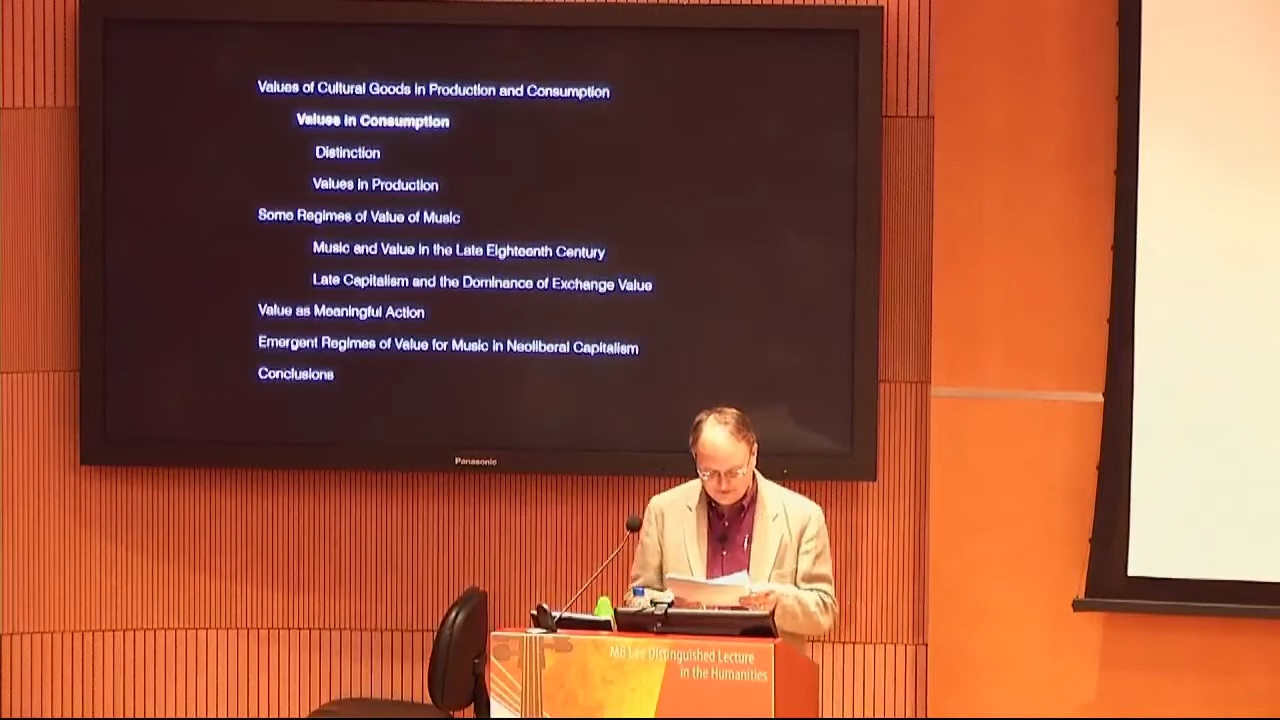 Values of Cultural Goods in Production and Consumption
Values in Consumption
Distinction
Values in Production
Some Regimes of Value of Music
Music and Value in the Late Eighteenth Century
Late Capitalism and the Dominance of Exchange Value
Value as Meaningful Action
Emergent Regimes of Value for Music in Neoliberal Capitalism
Conclusions
Panasonic
MB Lee Distinguished Lecture
in the Humanities